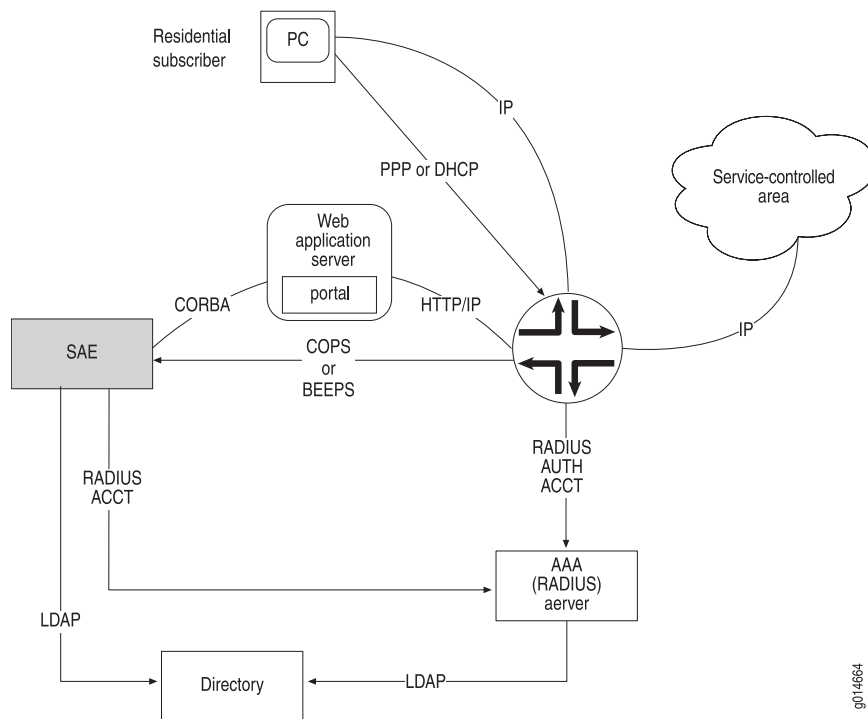 Residential
subscriber
PC
IP
PPP or DHCP
Service-controlled
area
Web
application
server
portal
CORBA
HTTP/IP
SAE
COPS
or
BEEPS
IP
RADIUS
AUTH
ACCT
RADIUS
ACCT
AAA
(RADIUS)
aerver
LDAP
Directory
LDAP
g014664